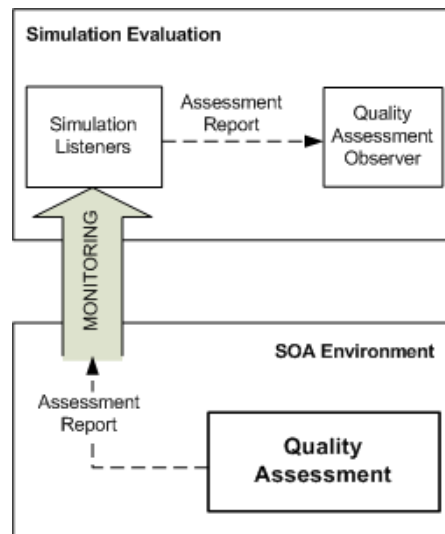 Simulation Evaluation
Simulation
Listeners
Assessment
Report
Quality
Assessment
Observer
MONITORING
SOA Environment
Assessment
Report
Quality
Assessment